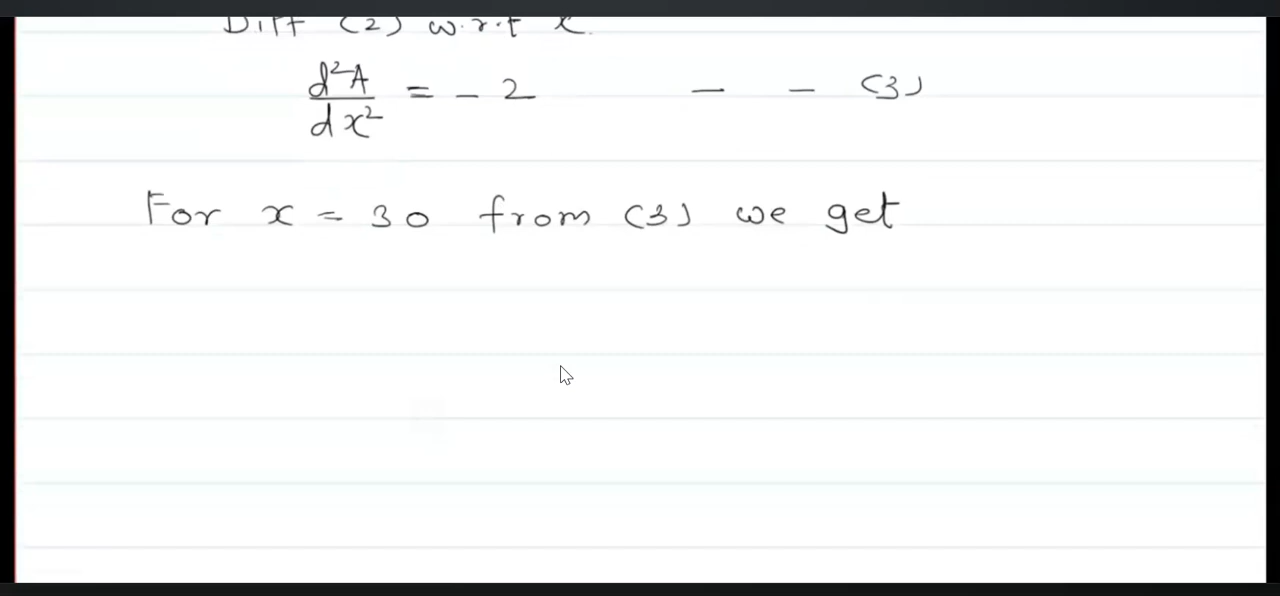 Diff (2) w.r.t x.
d²A/dx² = - 2 - - (3)
For x = 30 from (3) we get